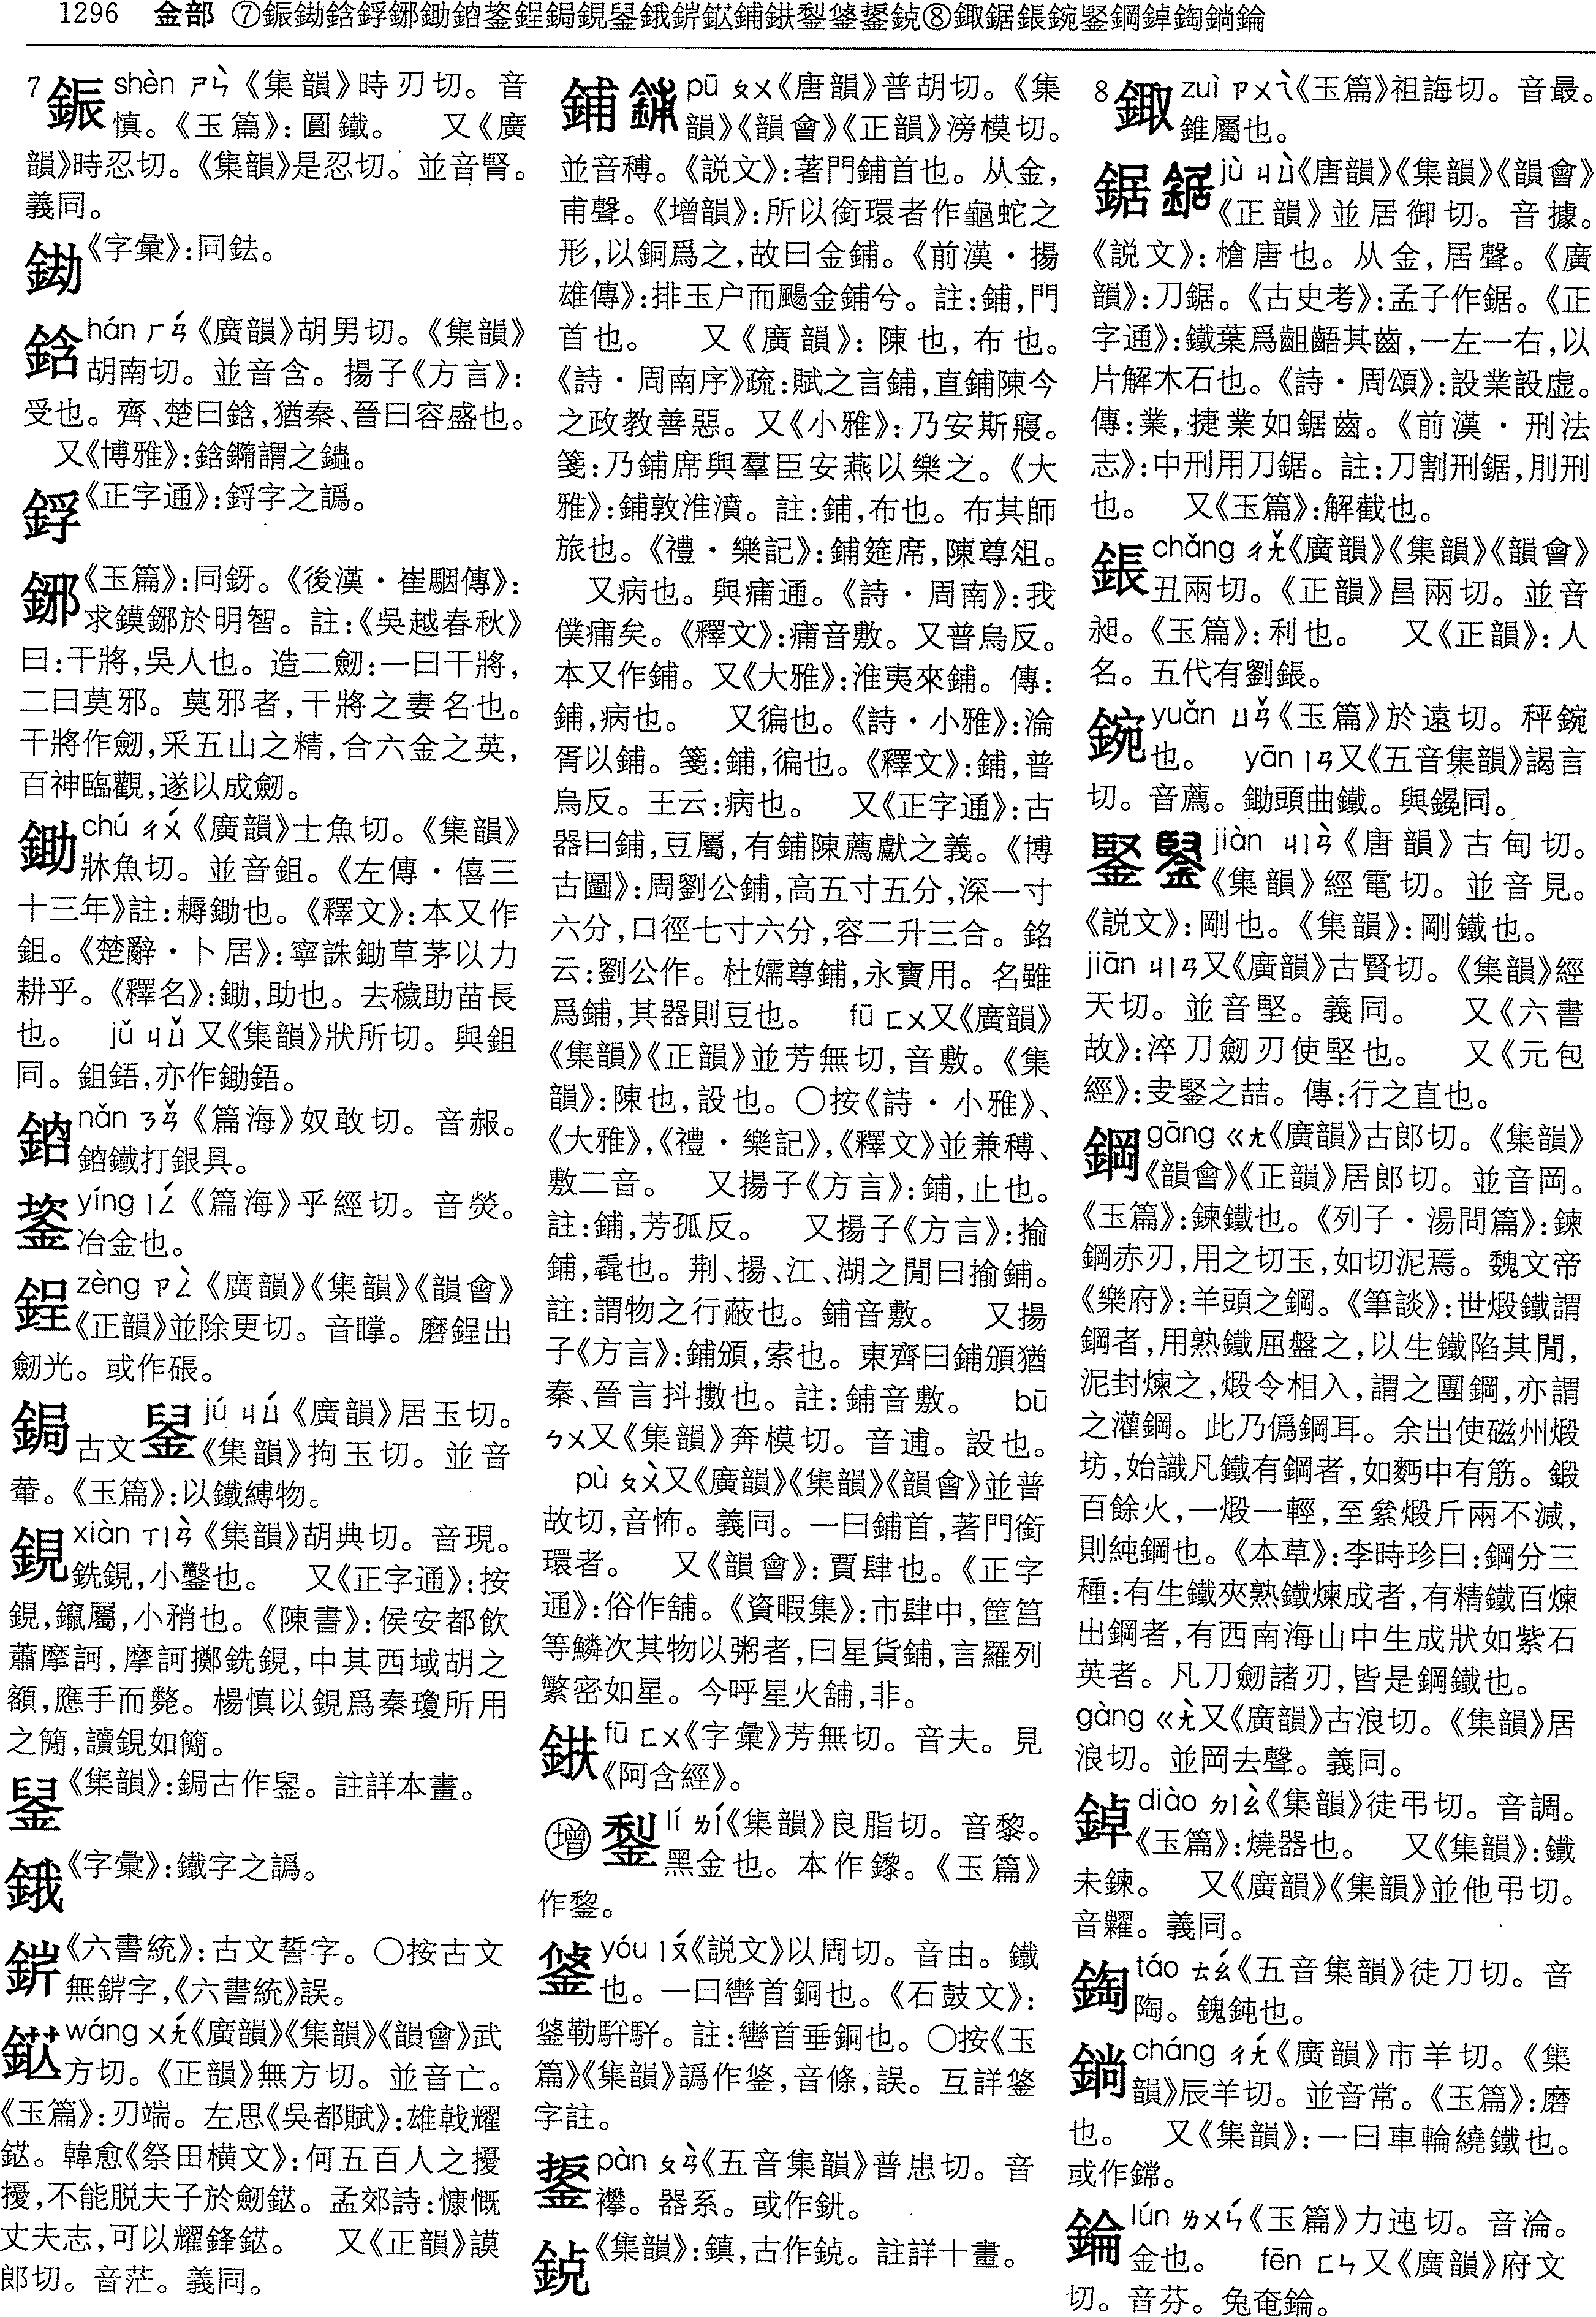 1296 金部 ⑦鋠鋤鋡鋝鋣鋤䤂鋈鋥鋦鋧鋫鋨銒鋩鋪鈇鋫鋚鋬銳⑧鋷鋸鋹鋺鋻鋼鋽鋾鋿錀
7 鋠 shèn ㄕㄣˋ《集韻》時刃切。音
慎。《玉篇》:圓鐵。 又《廣
韻》時忍切。《集韻》是忍切。並音腎。
義同。
《字彙》:同鉣。
鋡 hán ㄏㄢˊ《廣韻》胡男切。《集韻》
胡南切。並音含。揚子《方言》:
受也。齊、楚曰鋡,猶秦、晉曰容盛也。
又《博雅》:鋡鏅謂之鑪。
《正字通》:鋝字之譌。
鋣《玉篇》:同釾。《後漢·崔駰傳》:
求鏌鋣於明智。註:《吳越春秋》
曰:干將,吳人也。造二劒:一曰干將,
二曰莫邪。莫邪者,干將之妻名也。
干將作劒,采五山之精,合六金之英,
百神臨觀,遂以成劒。
鋤 chú ㄔㄨˊ《廣韻》士魚切。《集韻》
牀魚切。並音鉏。《左傳·僖三
十三年》註:耨鋤也。《釋文》:本又作
鉏。《楚辭·卜居》:寧誅鋤草茅以力
耕乎。《釋名》:鋤,助也。去穢助苗長
也。 jǔ ㄐㄩˇ 又《集韻》狀所切。與鉏
同。鉏鋙,亦作鋤鋙。
nǎn ㄋㄢˇ《篇海》奴敢切。音赧。
鐵打銀具。
yíng ㄧㄥˊ《篇海》乎經切。音熒。
冶金也。
鋥 zèng ㄗㄥˋ《廣韻》《集韻》《韻會》
《正韻》並除更切。音瞠。磨鋥出
劒光。或作䂻。
鋦 古文 jú ㄐㄩˊ《廣韻》居玉切。
《集韻》拘玉切。並音
輂。《玉篇》:以鐵縛物。
鋧 xiàn ㄒㄧㄢˋ《集韻》胡典切。音現。
銑鋧,小鑿也。 又《正字通》:按
鋧,鑹屬,小矟也。《陳書》:侯安都飲
蕭摩訶,摩訶擲銑鋧,中其西域胡之
額,應手而斃。楊慎以鋧爲秦瓊所用
之簡,讀鋧如簡。
《集韻》:鋦古作。註詳本畫。
鋨《字彙》:鐵字之譌。
《六書統》:古文誓字。○按古文
無字,《六書統》誤。
鋩 wáng ㄨㄤˊ《廣韻》《集韻》《韻會》武
方切。《正韻》無方切。並音亡。
《玉篇》:刃端。左思《吳都賦》:雄戟耀
鋩。韓愈《祭田横文》:何五百人之擾
擾,不能脱夫子於劒鋩。孟郊詩:慷慨
丈夫志,可以耀鋒鋩。 又《正韻》謨
郎切。音茫。義同。
鋪 pū ㄆㄨ《唐韻》普胡切。《集
韻》《韻會》《正韻》滂模切。
並音䥬。《説文》:著門鋪首也。从金,
甫聲。《增韻》:所以銜環者作龜蛇之
形,以銅爲之,故曰金鋪。《前漢·揚
雄傳》:排玉户而颺金鋪兮。註:鋪,門
首也。 又《廣韻》:陳也,布也。
《詩·周南序》疏:賦之言鋪,直鋪陳今
之政教善惡。又《小雅》:乃安斯寢。
箋:乃鋪席與羣臣安燕以樂之。《大
雅》:鋪敦淮濆。註:鋪,布也。布其師
旅也。《禮·樂記》:鋪筵席,陳尊俎。
又病也。與痡通。《詩·周南》:我
僕痡矣。《釋文》:痡音敷。又普烏反。
本又作鋪。又《大雅》:淮夷來鋪。傳:
鋪,病也。 又徧也。《詩·小雅》:淪
胥以鋪。箋:鋪,徧也。《釋文》:鋪,普
烏反。王云:病也。 又《正字通》:古
器曰鋪,豆屬,有鋪陳薦獻之義。《博
古圖》:周劉公鋪,高五寸五分,深一寸
六分,口徑七寸六分,容二升三合。銘
云:劉公作。杜嬬尊鋪,永寶用。名雖
爲鋪,其器則豆也。 fū ㄈㄨ又《廣韻》
《集韻》《正韻》並芳無切,音敷。《集
韻》:陳也,設也。○按《詩·小雅》、
《大雅》,《禮·樂記》,《釋文》並兼稃、
敷二音。 又揚子《方言》:鋪,止也。
註:鋪,芳孤反。 又揚子《方言》:揄
鋪,毳也。荆、揚、江、湖之閒曰揄鋪。
註:謂物之行蔽也。鋪音敷。 又揚
子《方言》:鋪頒,索也。東齊曰鋪頒猶
秦、晉言抖擻也。註:鋪音敷。 bū
ㄅㄨ又《集韻》奔模切。音逋。設也。
pù ㄆㄨˋ又《廣韻》《集韻》《韻會》並普
故切,音怖。義同。一曰鋪首,著門銜
環者。 又《韻會》:賈肆也。《正字
通》:俗作舖。《資暇集》:市肆中,筐筥
等鱗次其物以粥者,曰星貨鋪,言羅列
繁密如星。今呼星火舖,非。
fū ㄈㄨ《字彙》芳無切。音夫。見
《阿含經》。
㊉增 lí ㄌㄧˊ《集韻》良脂切。音黎。
黑金也。本作鑗。《玉篇》
作鋫。
鋚 yóu ㄧㄡˊ《説文》以周切。音由。鐵
也。一曰轡首銅也。《石鼓文》:
鋚勒馯馯。註:轡首垂銅也。○按《玉
篇》《集韻》譌作鋚,音條,誤。互詳鋚
字註。
鋬 pàn ㄆㄢˋ《五音集韻》普患切。音
襻。器系。或作鉡。
《集韻》:鎮,古作。註詳十畫。
8 鋷 zuì ㄗㄨㄟˋ《玉篇》祖誨切。音最。
錐屬也。
鋸 jù ㄐㄩˋ《唐韻》《集韻》《韻會》
《正韻》並居御切。音據。
《説文》:槍唐也。从金,居聲。《廣
韻》:刀鋸。《古史考》:孟子作鋸。《正
字通》:鐵葉爲齟齬其齒,一左一右,以
片解木石也。《詩·周頌》:設業設虚。
傳:業,捷業如鋸齒。《前漢·刑法
志》:中刑用刀鋸。註:刀割刑鋸,刖刑
也。 又《玉篇》:解截也。
鋹 chǎng ㄔㄤˇ《廣韻》《集韻》《韻會》
丑兩切。《正韻》昌兩切。並音
昶。《玉篇》:利也。 又《正韻》:人
名。五代有劉鋹。
鋺 yuǎn ㄩㄢˇ《玉篇》於遠切。秤鋺
也。 yān ㄧㄢ又《五音集韻》謁言
切。音蔫。鋤頭曲鐵。與䥝同。
鋻 jiàn ㄐㄧㄢˋ《唐韻》古甸切。
《集韻》經電切。並音見。
《説文》:剛也。《集韻》:剛鐵也。
jiān ㄐㄧㄢ又《廣韻》古賢切。《集韻》經
天切。並音堅。義同。 又《六書
故》:淬刀劒刃使堅也。 又《元包
經》:㕝鋻之喆。傳:行之直也。
鋼 gāng ㄍㄤ《廣韻》古郎切。《集韻》
《韻會》《正韻》居郎切。並音岡。
《玉篇》:鍊鐵也。《列子·湯問篇》:鍊
鋼赤刃,用之切玉,如切泥焉。魏文帝
《樂府》:羊頭之鋼。《筆談》:世煅鐵謂
鋼者,用熟鐵屈盤之,以生鐵陷其閒,
泥封煉之,煅令相入,謂之團鋼,亦謂
之灌鋼。此乃僞鋼耳。余出使磁州煅
坊,始識凡鐵有鋼者,如麪中有筋。鍛
百餘火,一煅一輕,至絫煅斤兩不減,
則純鋼也。《本草》:李時珍曰:鋼分三
種:有生鐵夾熟鐵煉成者,有精鐵百煉
出鋼者,有西南海山中生成狀如紫石
英者。凡刀劒諸刃,皆是鋼鐵也。
gàng ㄍㄤˋ又《廣韻》古浪切。《集韻》居
浪切。並岡去聲。義同。
鋽 diào ㄉㄧㄠˋ《集韻》徒弔切。音調。
《玉篇》:燒器也。 又《集韻》:鐵
未鍊。 又《廣韻》《集韻》並他弔切。
音糶。義同。
鋾 táo ㄊㄠˊ《五音集韻》徒刀切。音
陶。鎚鈍也。
鋿 cháng ㄔㄤˊ《廣韻》市羊切。《集
韻》辰羊切。並音常。《玉篇》:磨
也。 又《集韻》:一曰車輪繞鐵也。
或作鏛。
錀 lún ㄌㄨㄣˊ《玉篇》力迍切。音淪。
金也。 fēn ㄈㄣ又《廣韻》府文
切。音芬。兔奄錀。